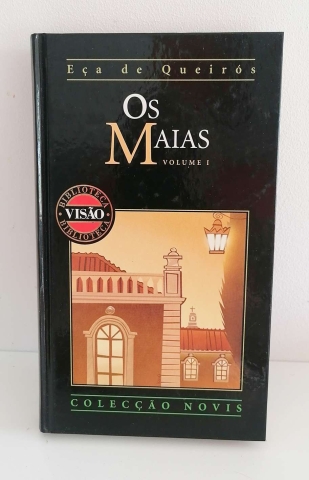 Eça de Queirós
Os
Maias
VOLUME I
BIBLIOTECA
VISÃO
BIBLIOTECA
COLECÇÃO NOVIS